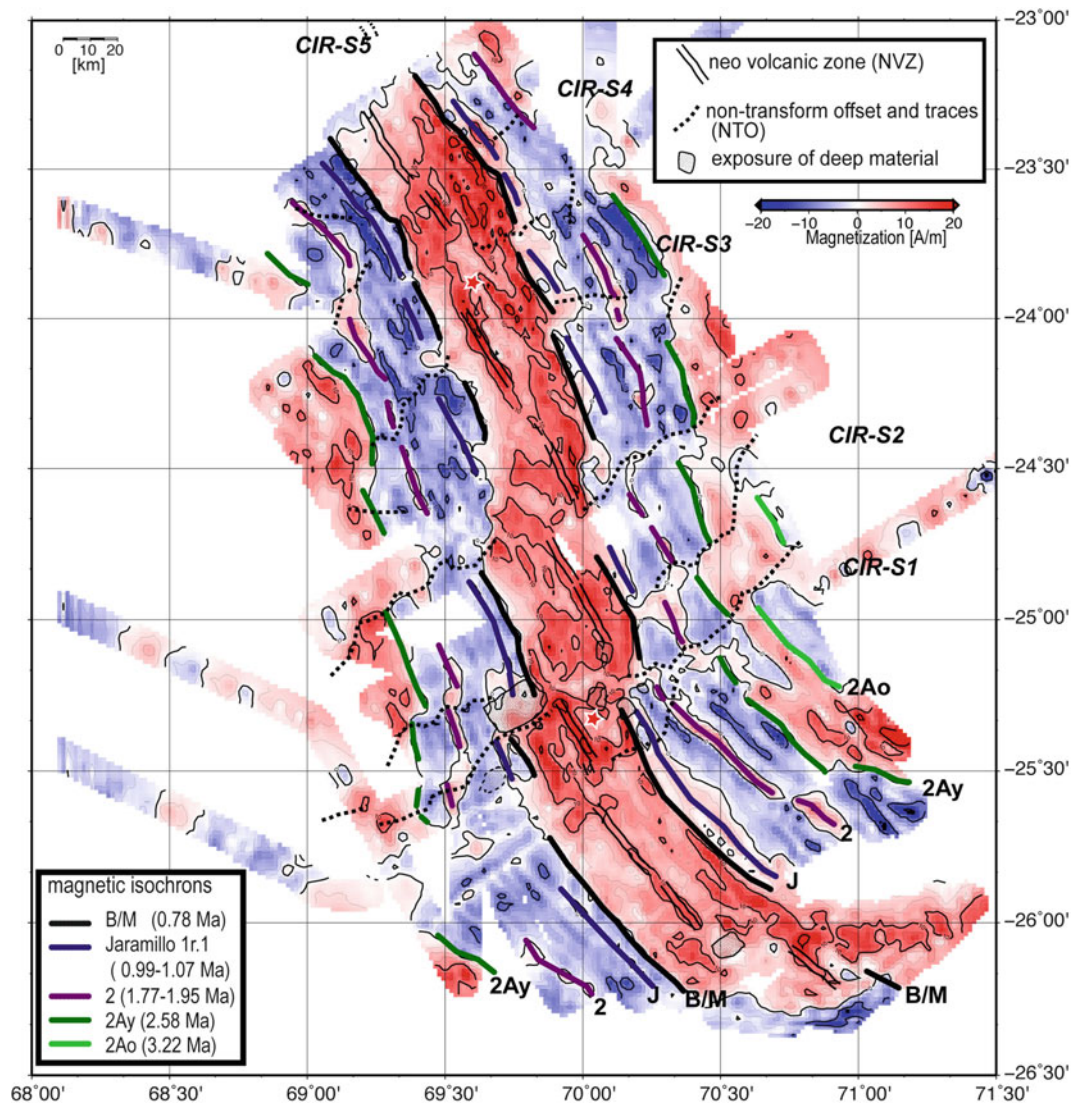 -23°00'
CIR-S5
0 10 20
[km]
CIR-S4
neo volcanic zone (NVZ)
non-transform offset and traces
(NTO)
exposure of deep material
-23°30'
-20 -10 0 10 20
Magnetization [A/m]
CIR-S3
-24°00'
CIR-S2
-24°30'
CIR-S1
-25°00'
2Ao
-25°30'
2Ay
2
J
magnetic isochrons
B/M (0.78 Ma)
Jaramillo 1r.1
( 0.99-1.07 Ma)
2 (1.77-1.95 Ma)
2Ay (2.58 Ma)
2Ao (3.22 Ma)
-26°00'
2Ay
2
J
B/M
B/M
-26°30'
68°00' 68°30' 69°00' 69°30' 70°00' 70°30' 71°00' 71°30'